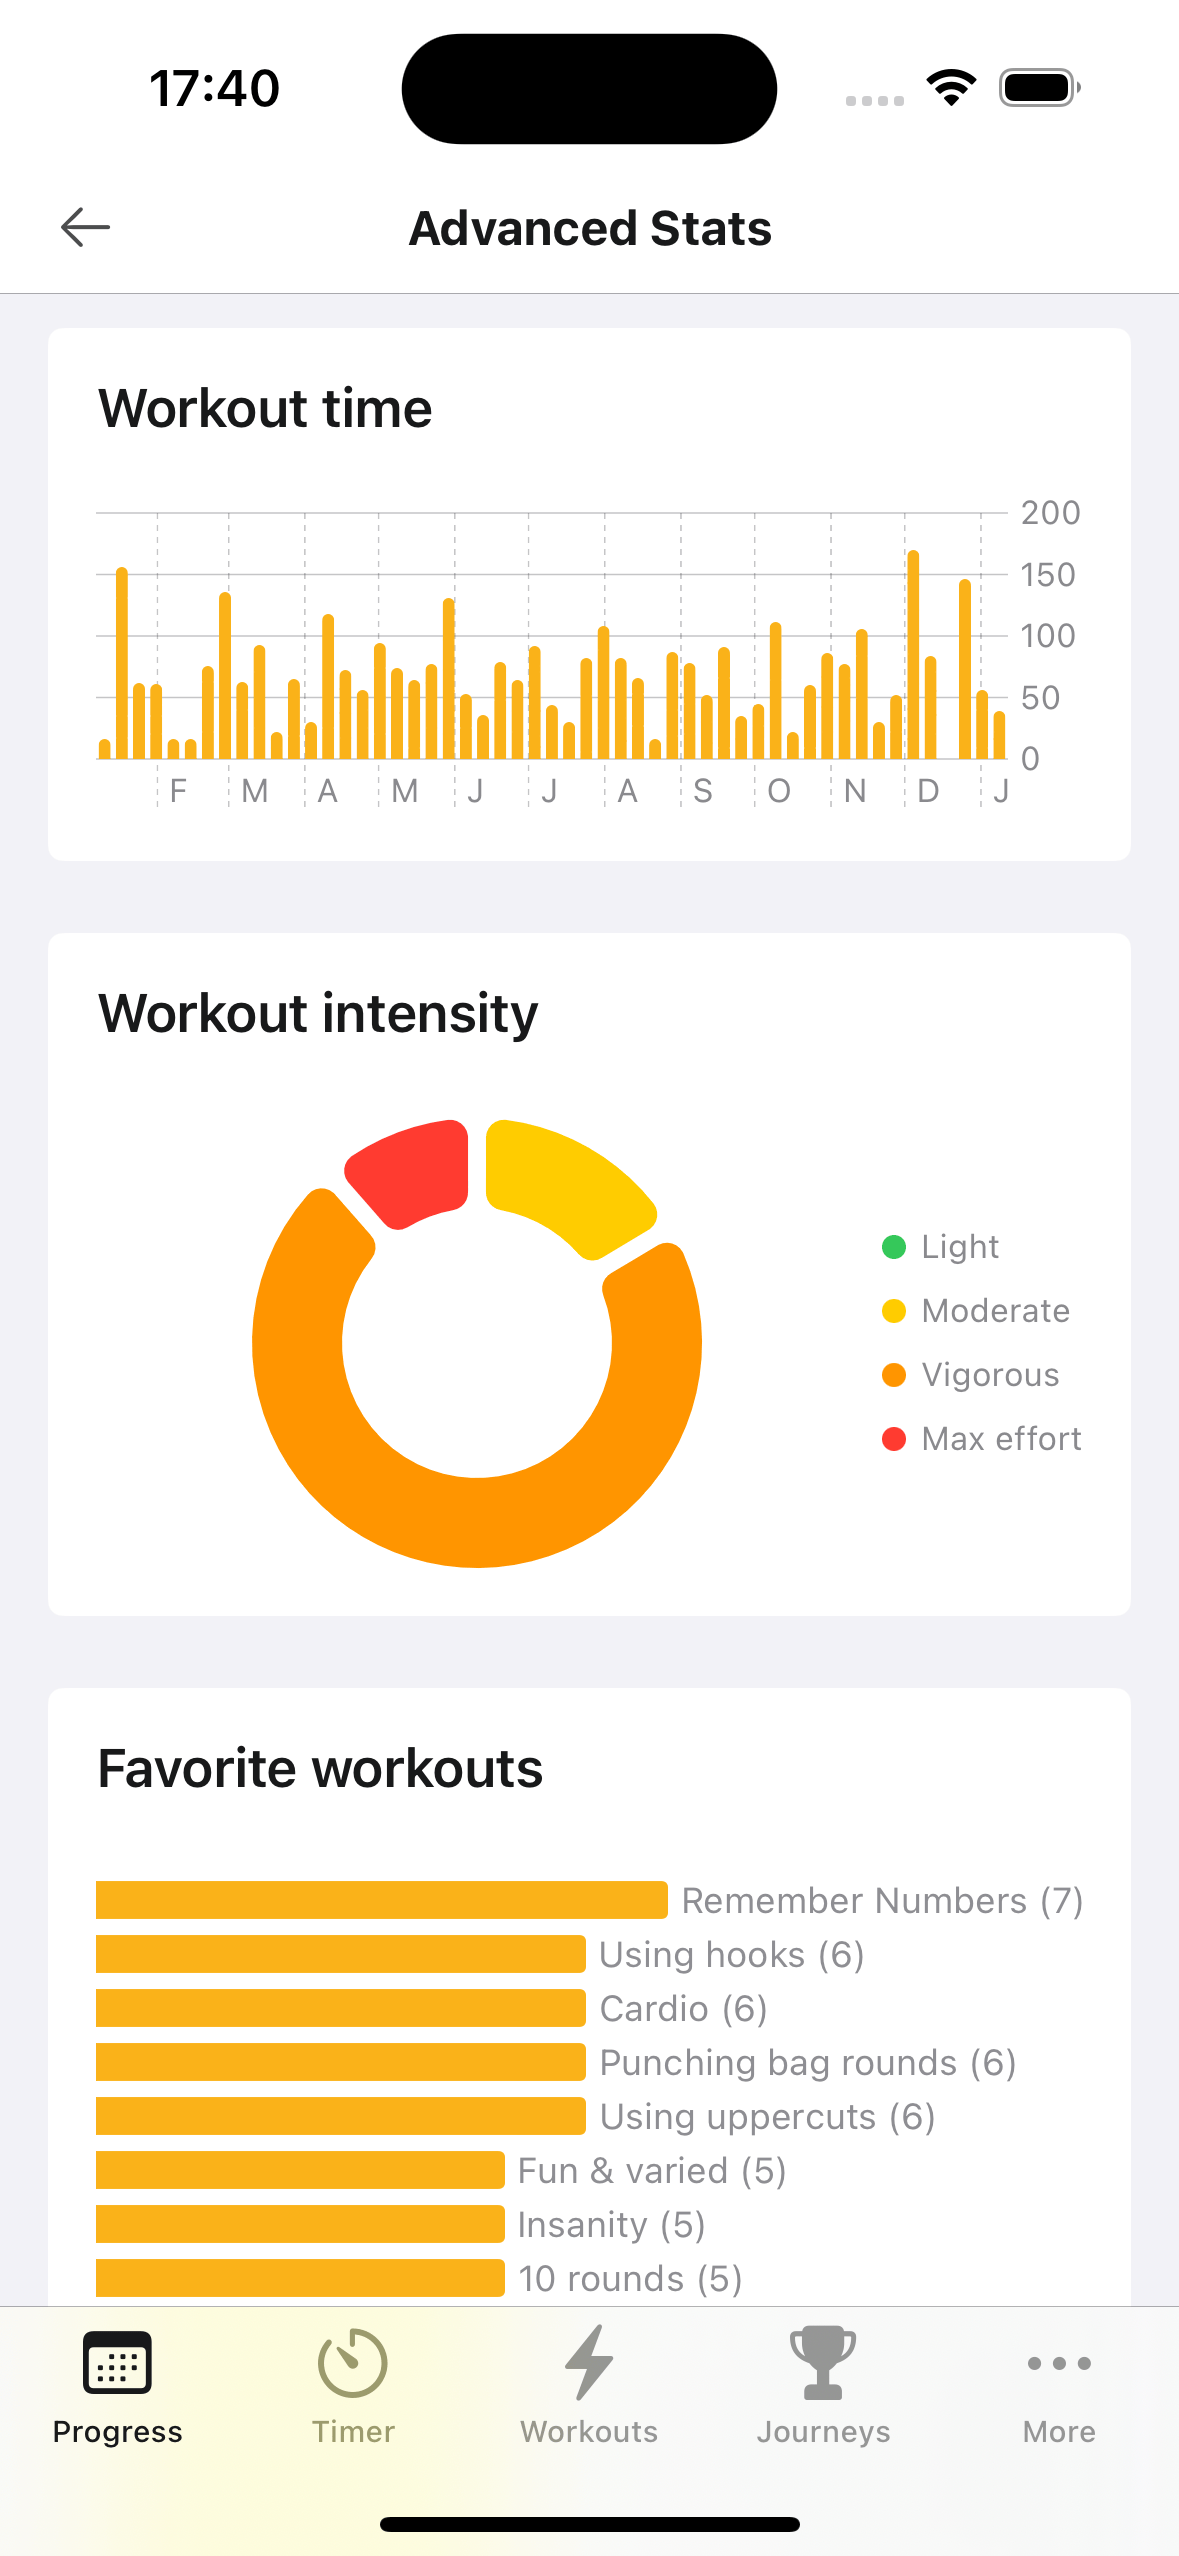 17:40
Advanced Stats
Workout time
200
150
100
50
0
F M A M J J A S O N D J
Workout intensity
Light
Moderate
Vigorous
Max effort
Favorite workouts
Remember Numbers (7)
Using hooks (6)
Cardio (6)
Punching bag rounds (6)
Using uppercuts (6)
Fun & varied (5)
Insanity (5)
10 rounds (5)
Progress Timer Workouts Journeys More